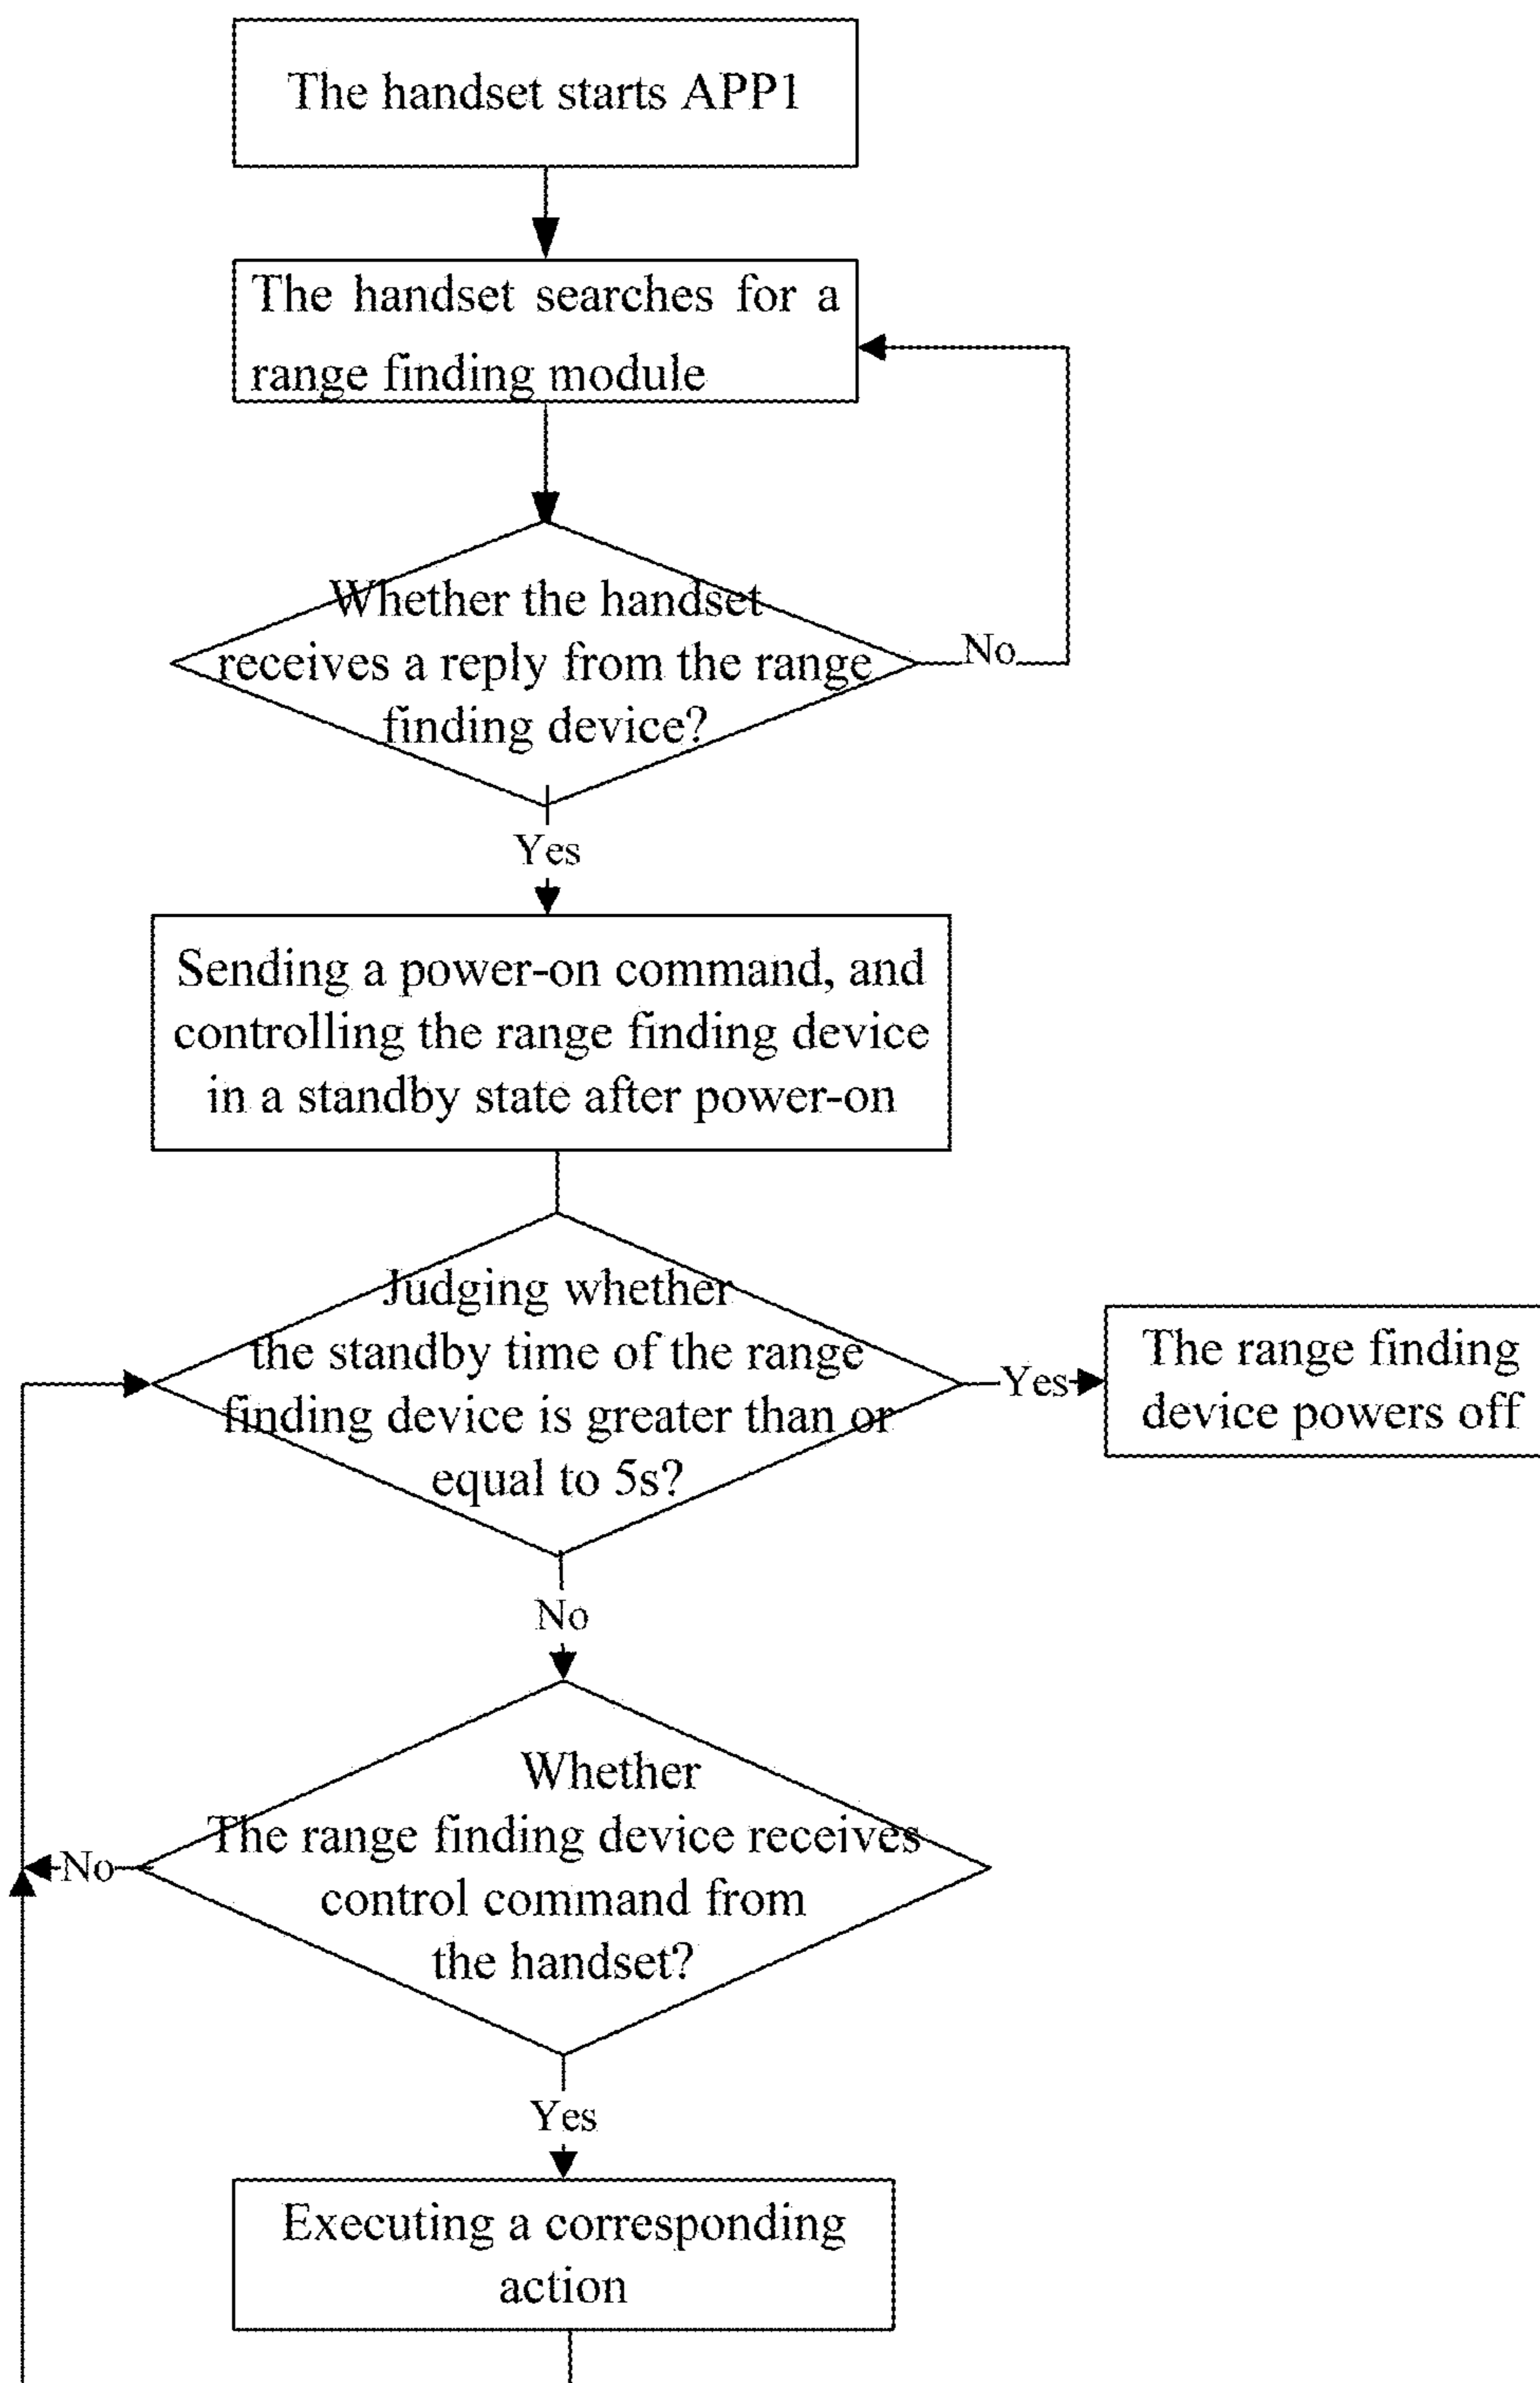 The handset starts APP1
The handset searches for a
range finding module
Whether the handset
receives a reply from the range
finding device?
No
Yes
Sending a power-on command, and
controlling the range finding device
in a standby state after power-on
Judging whether
the standby time of the range
finding device is greater than or
equal to 5s?
Yes
The range finding
device powers off
No
Whether
The range finding device receives
control command from
the handset?
No
Yes
Executing a corresponding
action